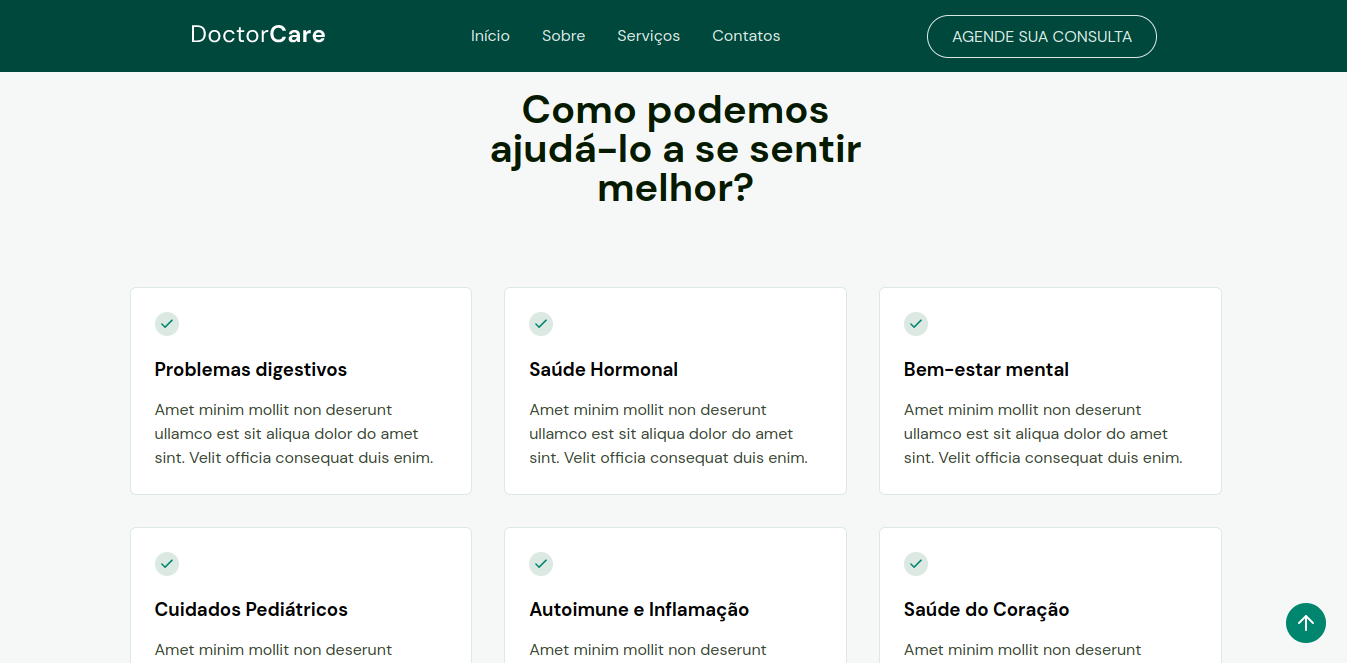 DoctorCare
Início Sobre Serviços Contatos
AGENDE SUA CONSULTA
Como podemos
ajudá-lo a se sentir
melhor?
Problemas digestivos
Amet minim mollit non deserunt
ullamco est sit aliqua dolor do amet
sint. Velit officia consequat duis enim.
Saúde Hormonal
Amet minim mollit non deserunt
ullamco est sit aliqua dolor do amet
sint. Velit officia consequat duis enim.
Bem-estar mental
Amet minim mollit non deserunt
ullamco est sit aliqua dolor do amet
sint. Velit officia consequat duis enim.
Cuidados Pediátricos
Amet minim mollit non deserunt
Autoimune e Inflamação
Amet minim mollit non deserunt
Saúde do Coração
Amet minim mollit non deserunt